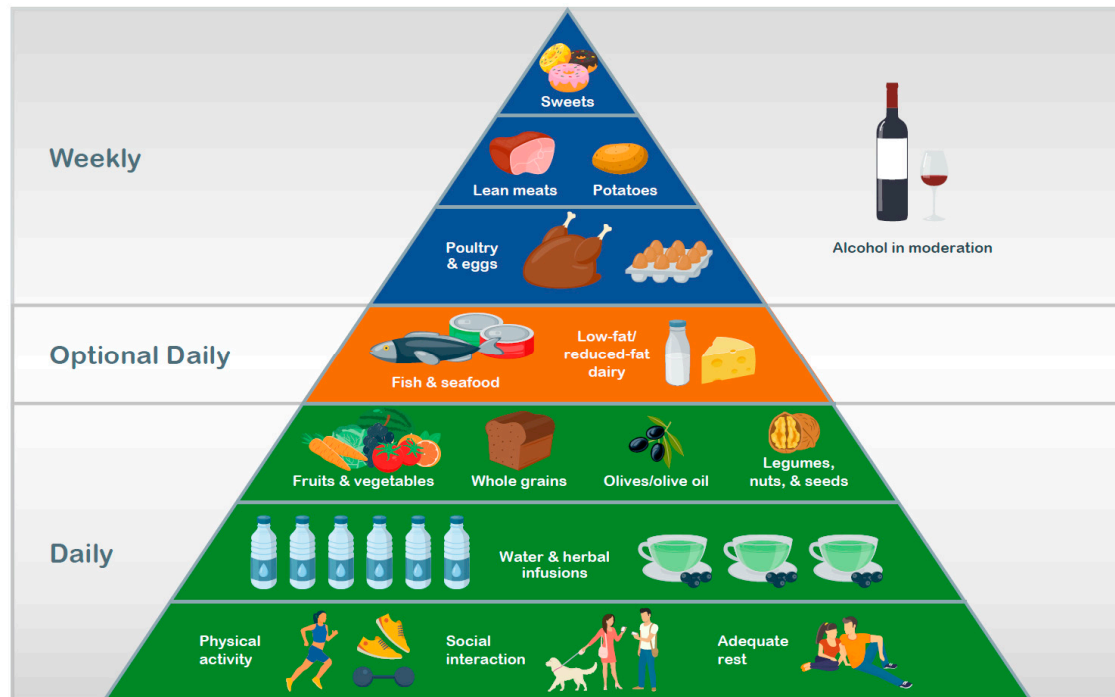 Sweets
Weekly
Lean meats
Potatoes
Poultry
& eggs
Alcohol in moderation
Optional Daily
Fish & seafood
Low-fat/
reduced-fat
dairy
Fruits & vegetables
Whole grains
Olives/olive oil
Legumes,
nuts, & seeds
Daily
Water & herbal
infusions
Physical
activity
Social
interaction
Adequate
rest